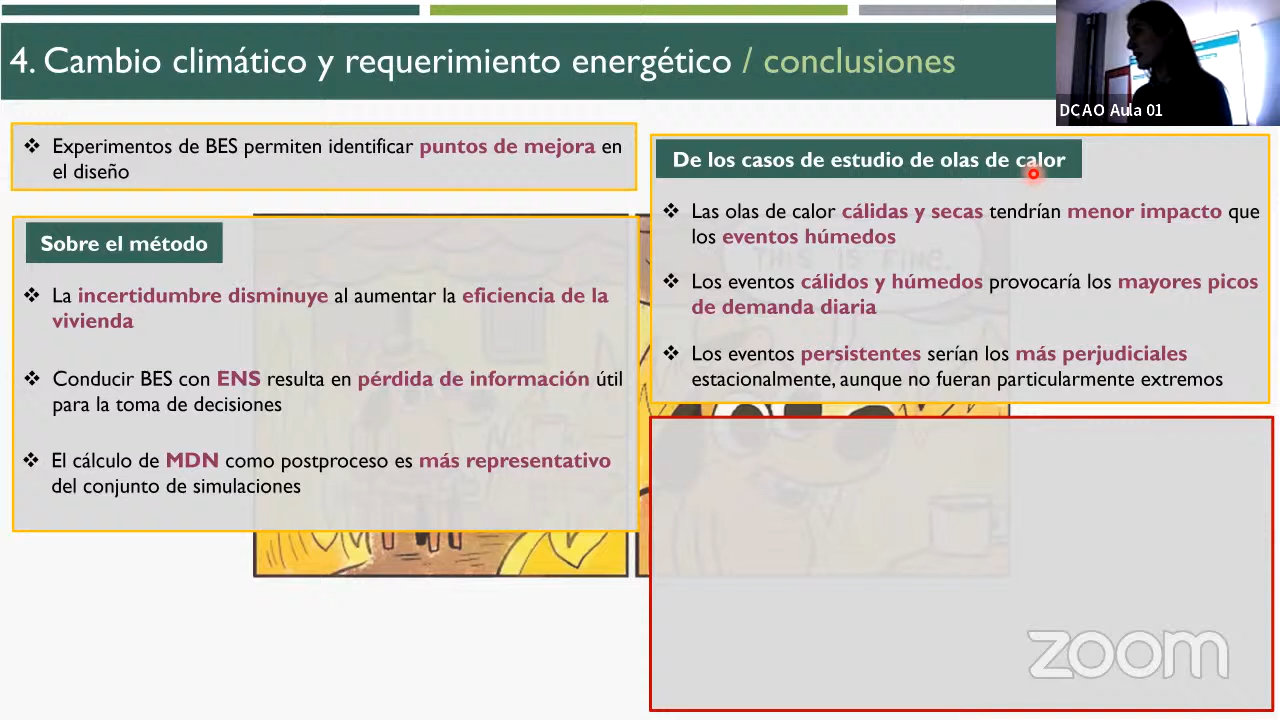 4. Cambio climático y requerimiento energético / conclusiones
DCAO Aula 01
❖ Experimentos de BES permiten identificar puntos de mejora en
el diseño
Sobre el método
❖ La incertidumbre disminuye al aumentar la eficiencia de la
vivienda
❖ Conducir BES con ENS resulta en pérdida de información útil
para la toma de decisiones
❖ El cálculo de MDN como postproceso es más representativo
del conjunto de simulaciones
De los casos de estudio de olas de calor
❖ Las olas de calor cálidas y secas tendrían menor impacto que
los eventos húmedos
THIS IS FINE.
❖ Los eventos cálidos y húmedos provocaría los mayores picos
de demanda diaria
❖ Los eventos persistentes serían los más perjudiciales
estacionalmente, aunque no fueran particularmente extremos
zoom